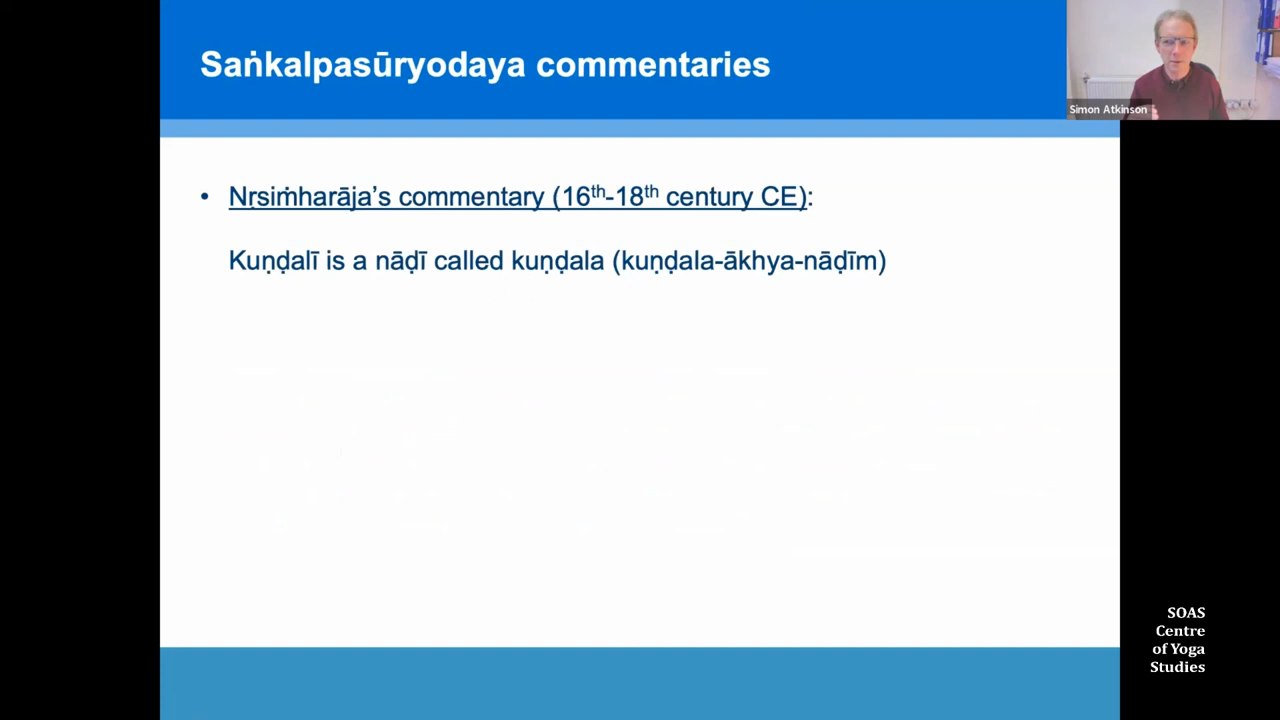 Saṅkalpasūryodaya commentaries
Simon Atkinson
• Nṛsiṁharāja’s commentary (16th-18th century CE):
Kuṇḍalī is a nāḍī called kuṇḍala (kuṇḍala-ākhya-nāḍīm)
SOAS
Centre
of Yoga
Studies